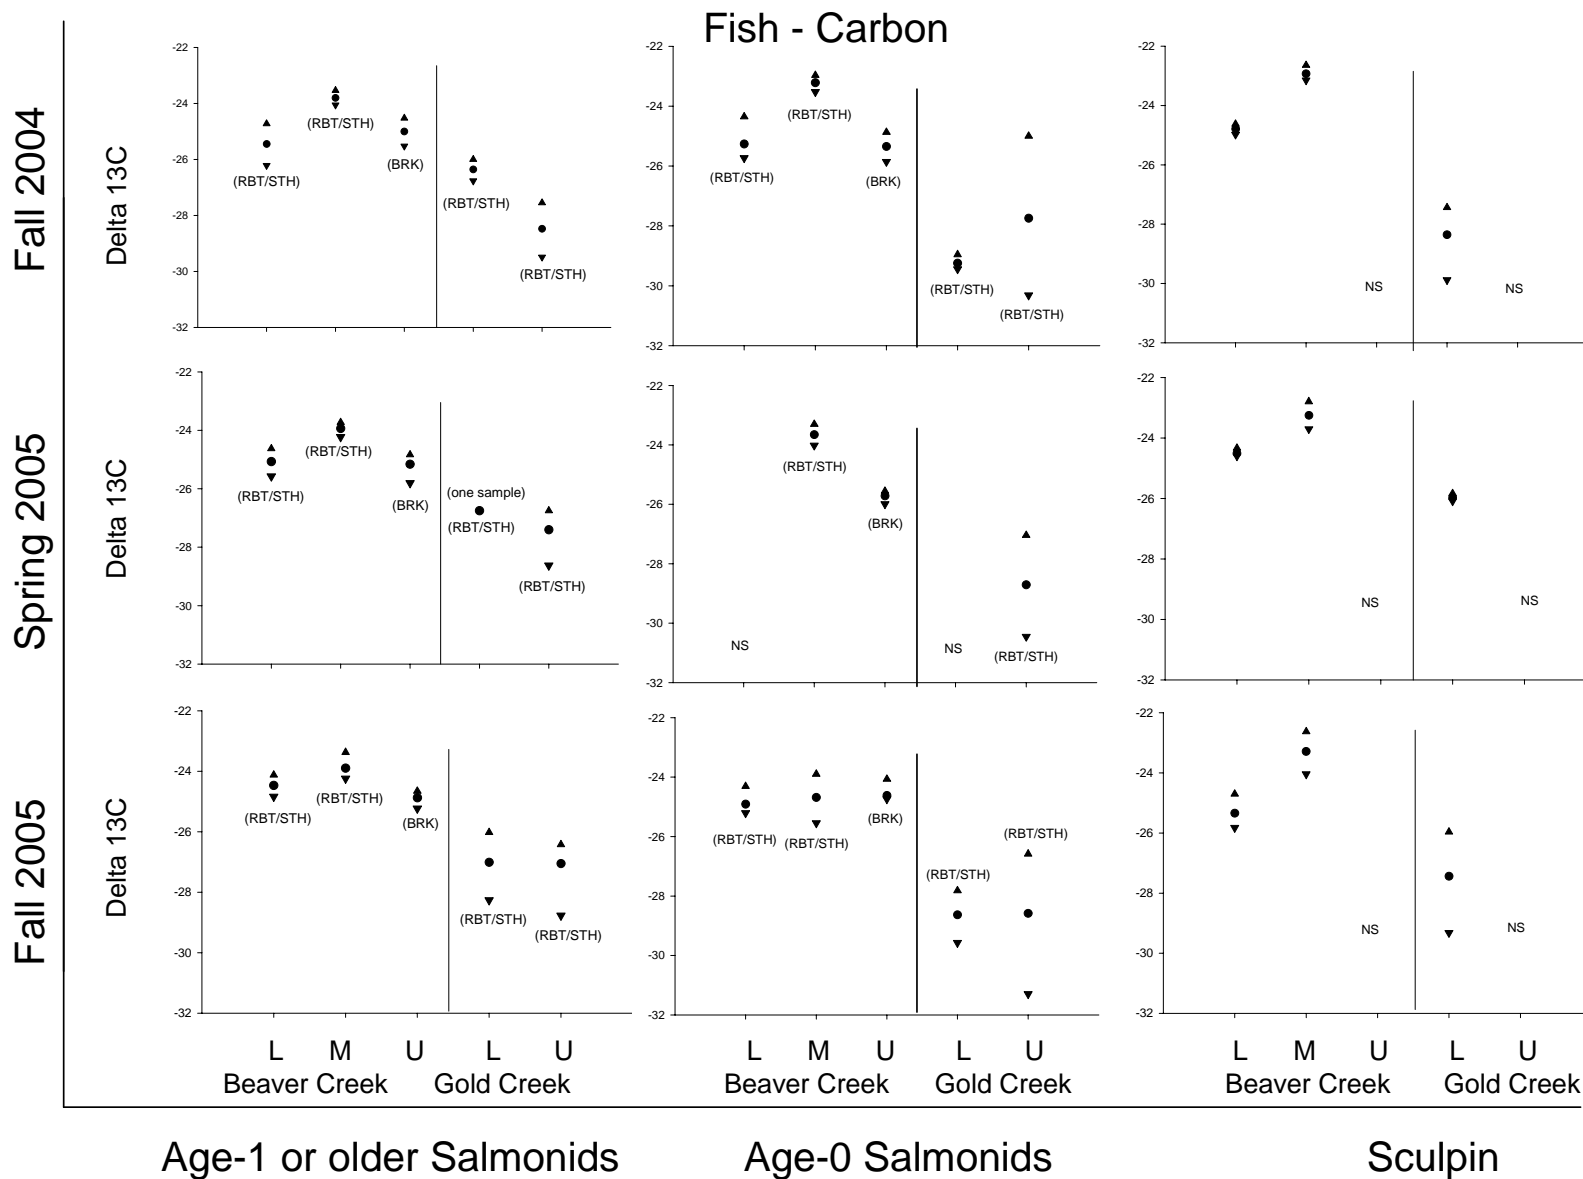 Fish - Carbon
Fall 2004
Delta 13C
-22
-24
-26
-28
-30
-32
(RBT/STH)
(RBT/STH)
(BRK)
(RBT/STH)
(RBT/STH)
-22
-24
-26
-28
-30
-32
(RBT/STH)
(RBT/STH)
(BRK)
(RBT/STH)
(RBT/STH)
-22
-24
-26
-28
-30
-32
NS
NS
Spring 2005
Delta 13C
-22
-24
-26
-28
-30
-32
(RBT/STH)
(RBT/STH)
(BRK)
(one sample)
(RBT/STH)
(RBT/STH)
-22
-24
-26
-28
-30
-32
NS
(RBT/STH)
(BRK)
NS
(RBT/STH)
-22
-24
-26
-28
-30
-32
NS
NS
Fall 2005
Delta 13C
-22
-24
-26
-28
-30
-32
(RBT/STH)
(RBT/STH)
(BRK)
(RBT/STH)
(RBT/STH)
-22
-24
-26
-28
-30
-32
(RBT/STH)
(RBT/STH)
(BRK)
(RBT/STH)
(RBT/STH)
-22
-24
-26
-28
-30
-32
NS
NS
L M U L U
Beaver Creek Gold Creek
L M U L U
Beaver Creek Gold Creek
L M U L U
Beaver Creek Gold Creek
Age-1 or older Salmonids
Age-0 Salmonids
Sculpin